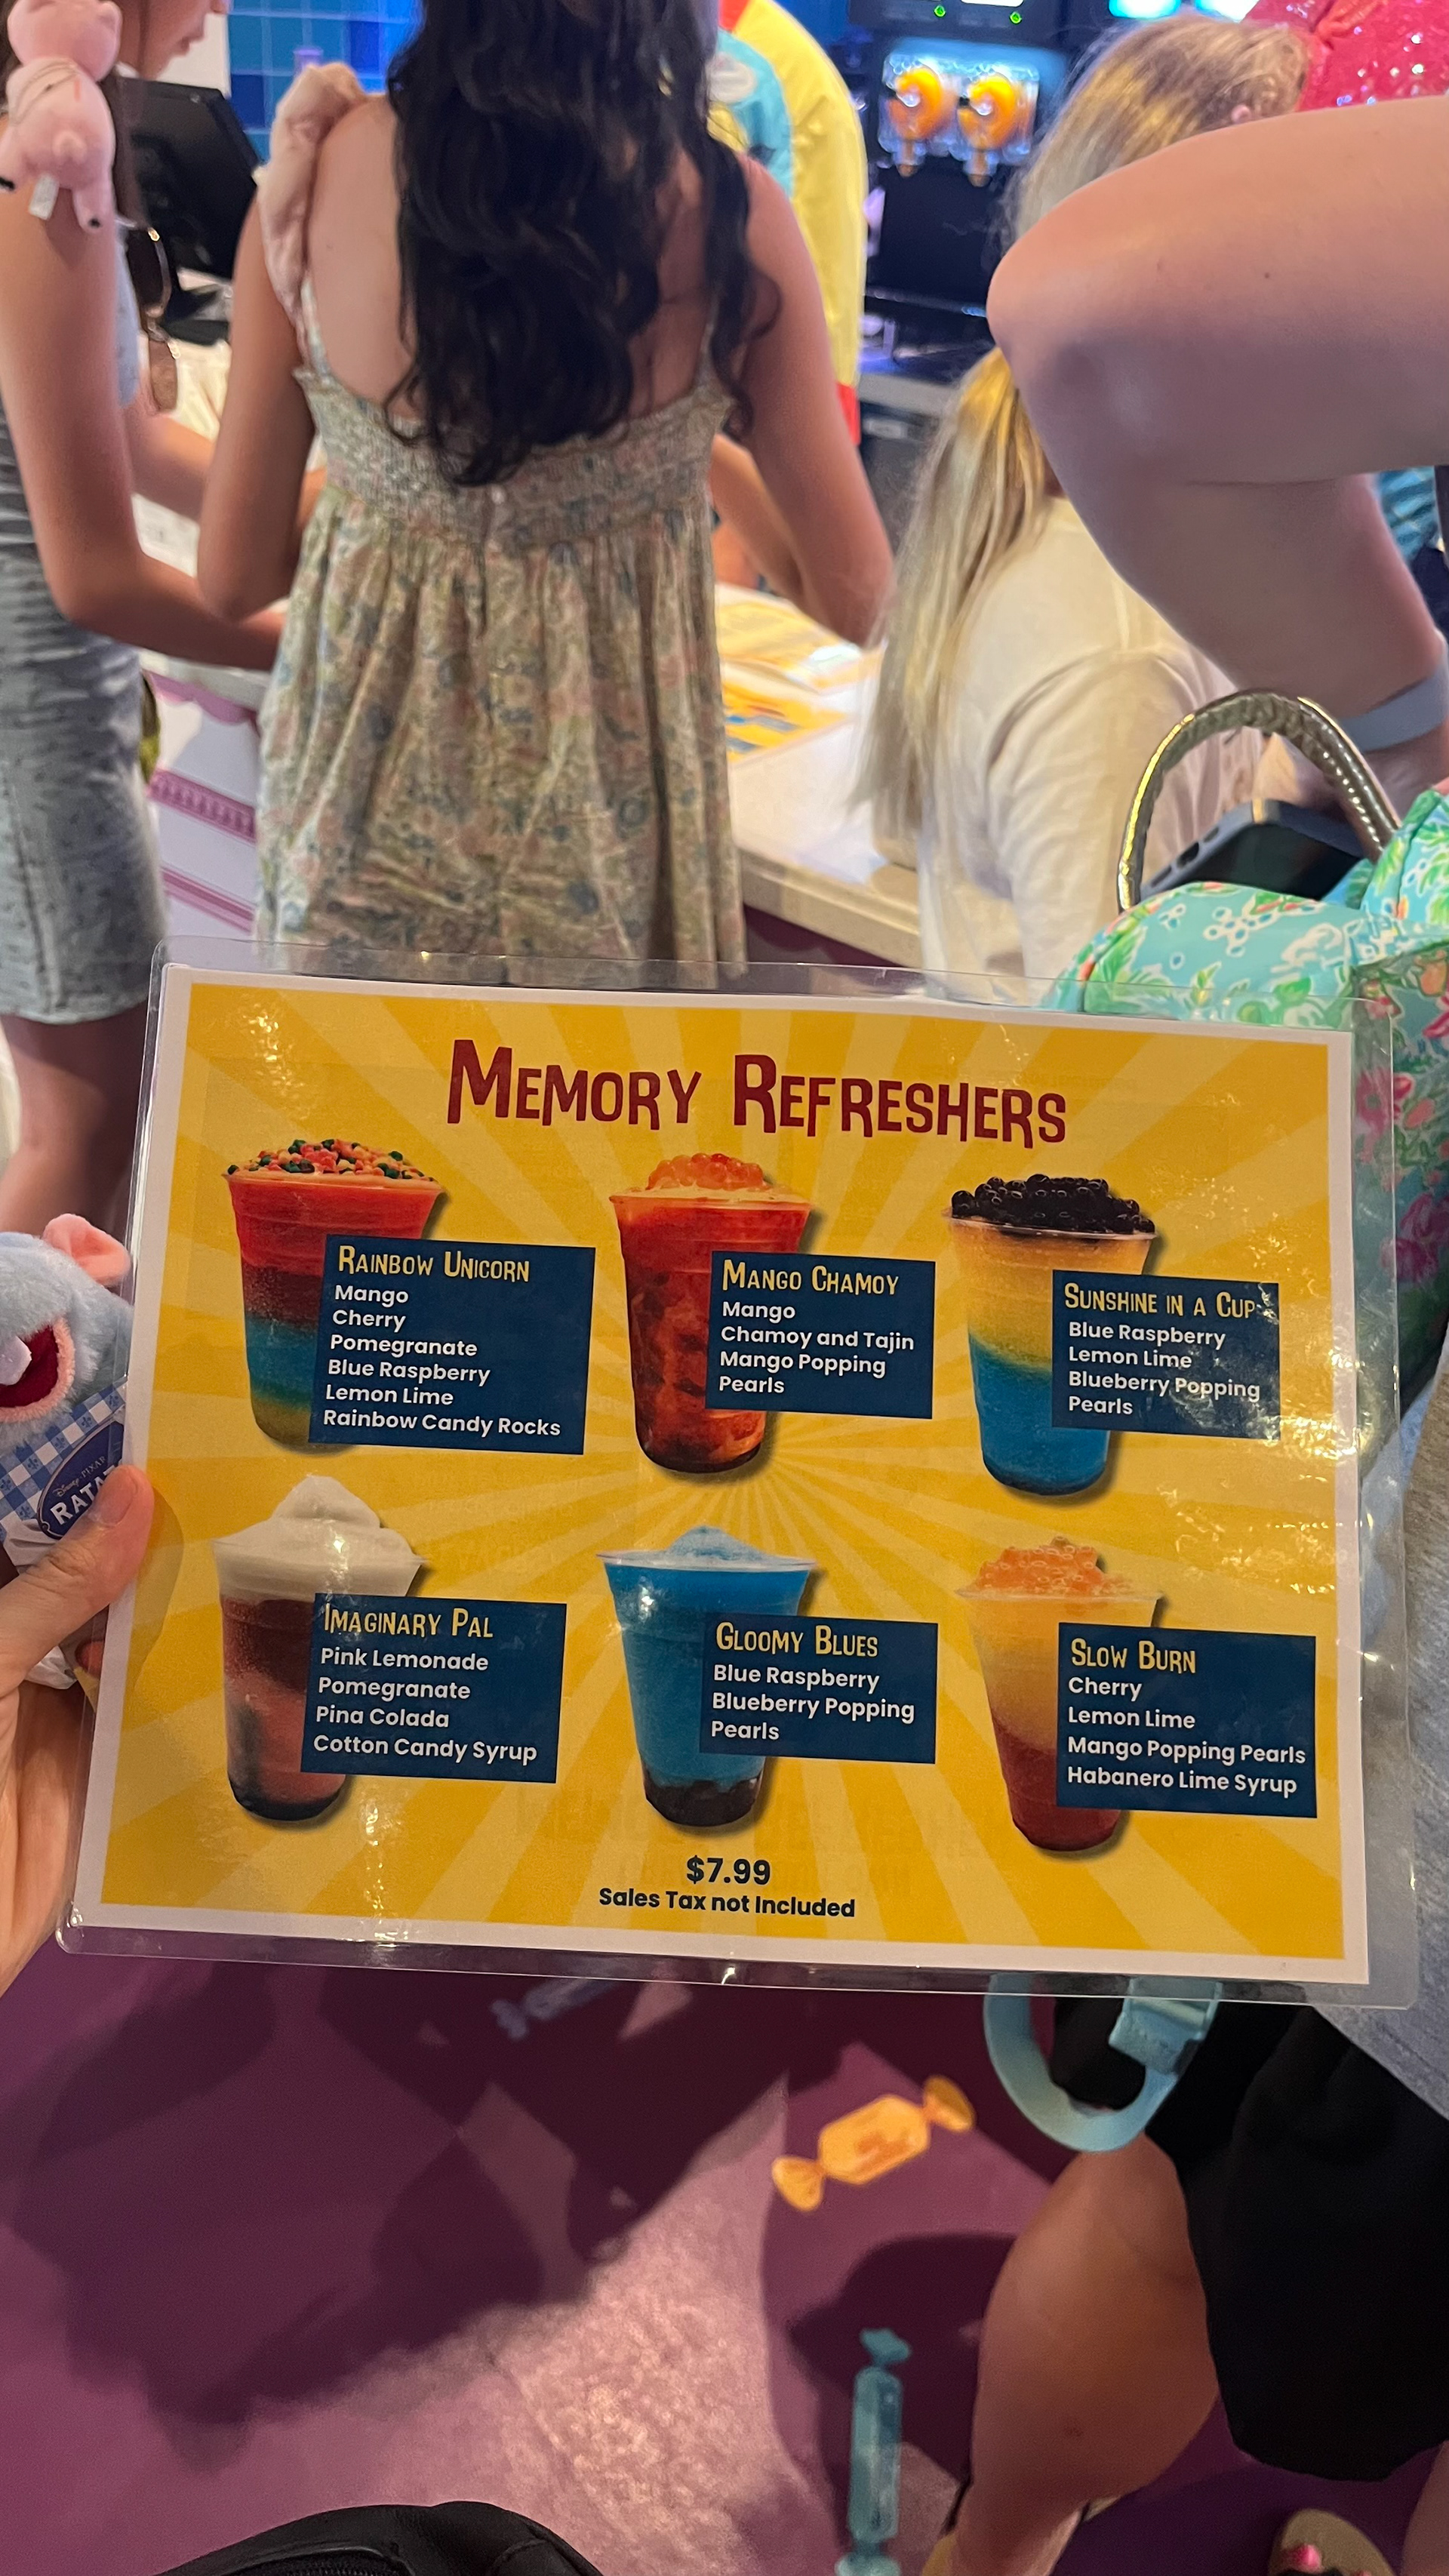 MEMORY REFRESHERS
RAINBOW UNICORN
Mango
Cherry
Pomegranate
Blue Raspberry
Lemon Lime
Rainbow Candy Rocks
MANGO CHAMOY
Mango
Chamoy and Tajin
Mango Popping
Pearls
SUNSHINE IN A CUP
Blue Raspberry
Lemon Lime
Blueberry Popping
Pearls
IMAGINARY PAL
Pink Lemonade
Pomegranate
Pina Colada
Cotton Candy Syrup
GLOOMY BLUES
Blue Raspberry
Blueberry Popping
Pearls
SLOW BURN
Cherry
Lemon Lime
Mango Popping Pearls
Habanero Lime Syrup
$7.99
Sales Tax not Included
Disney·PIXAR
RATA